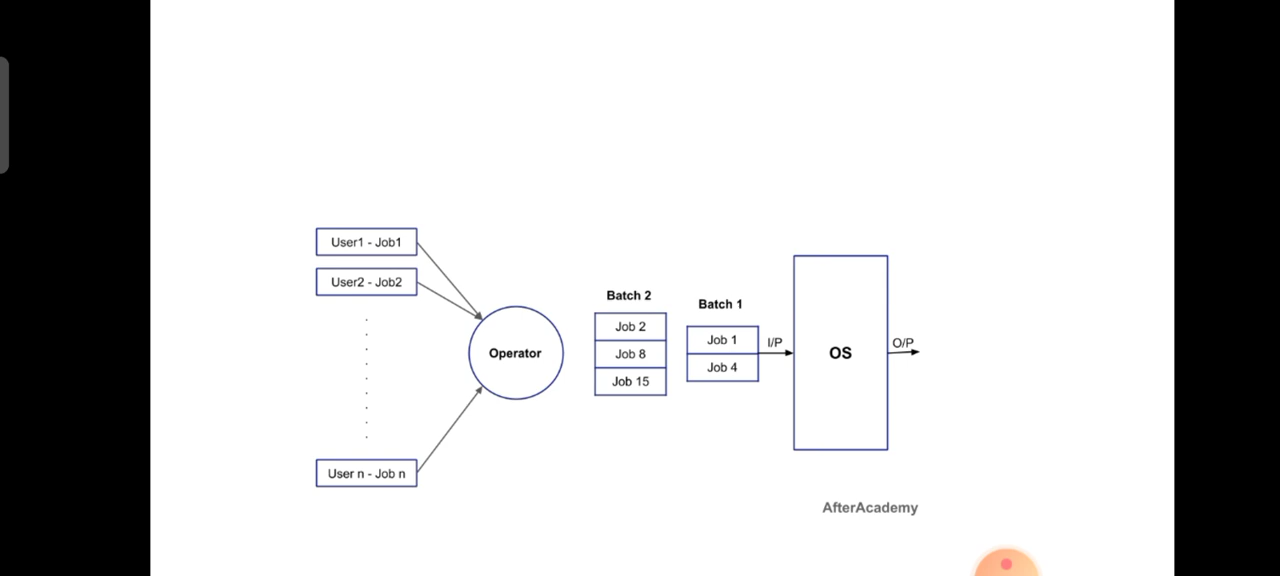 User1 - Job1
User2 - Job2
User n - Job n
Operator
Batch 2
Job 2
Job 8
Job 15
Batch 1
Job 1
Job 4
I/P
OS
O/P
AfterAcademy